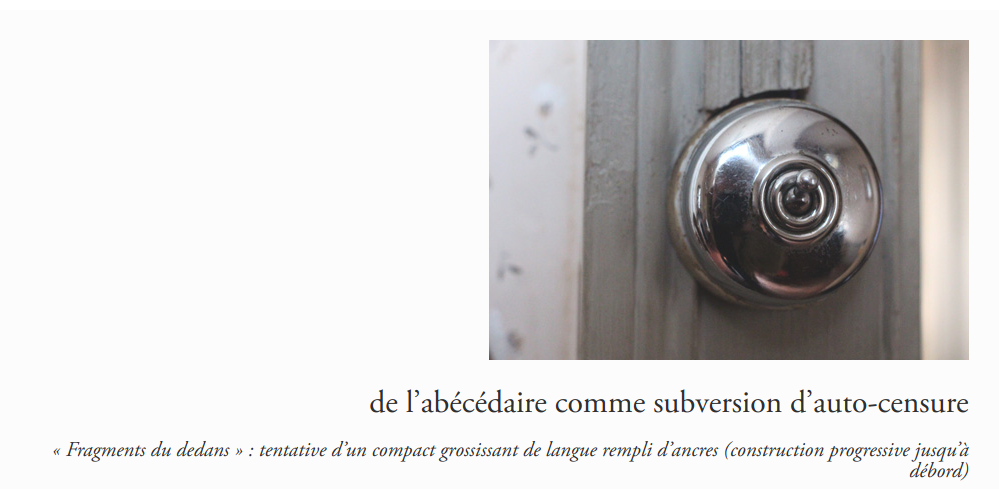 de l’abécédaire comme subversion d’auto-censure
« Fragments du dedans » : tentative d’un compact grossissant de langue rempli d’ancres (construction progressive jusqu’à
débord)